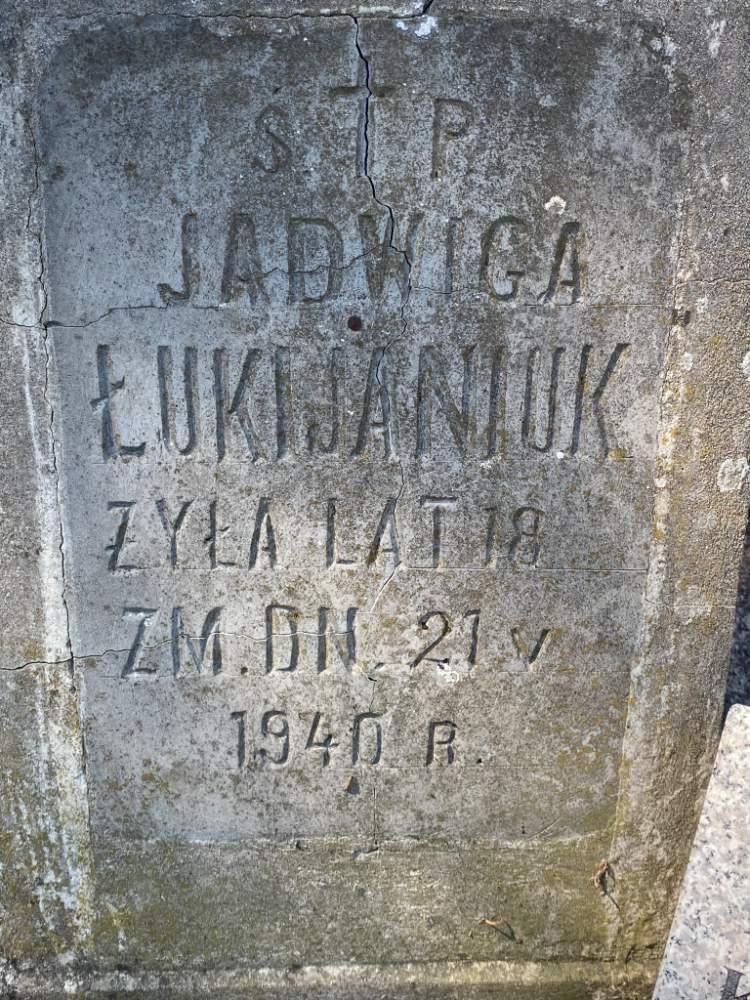 S † P
JADWIGA
ŁUKIJANIUK
ŻYŁA LAT 18
ZM. DN. 21 V
1940 R.